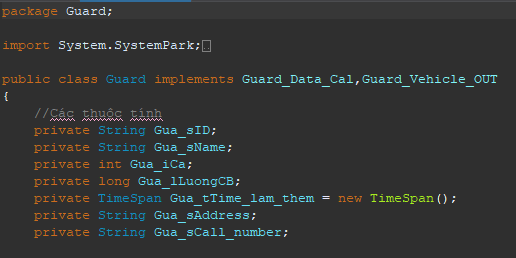 package Guard;
import System.SystemPark;
public class Guard implements Guard_Data_Cal,Guard_Vehicle_OUT
{
//Các thuộc tính
private String Gua_sID;
private String Gua_sName;
private int Gua_iCa;
private long Gua_lLuongCB;
private TimeSpan Gua_tTime_lam_them = new TimeSpan();
private String Gua_sAddress;
private String Gua_sCall_number;